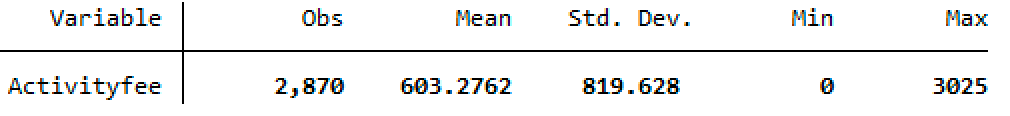 Variable Obs Mean Std. Dev. Min Max
Activityfee 2,870 603.2762 819.628 0 3025